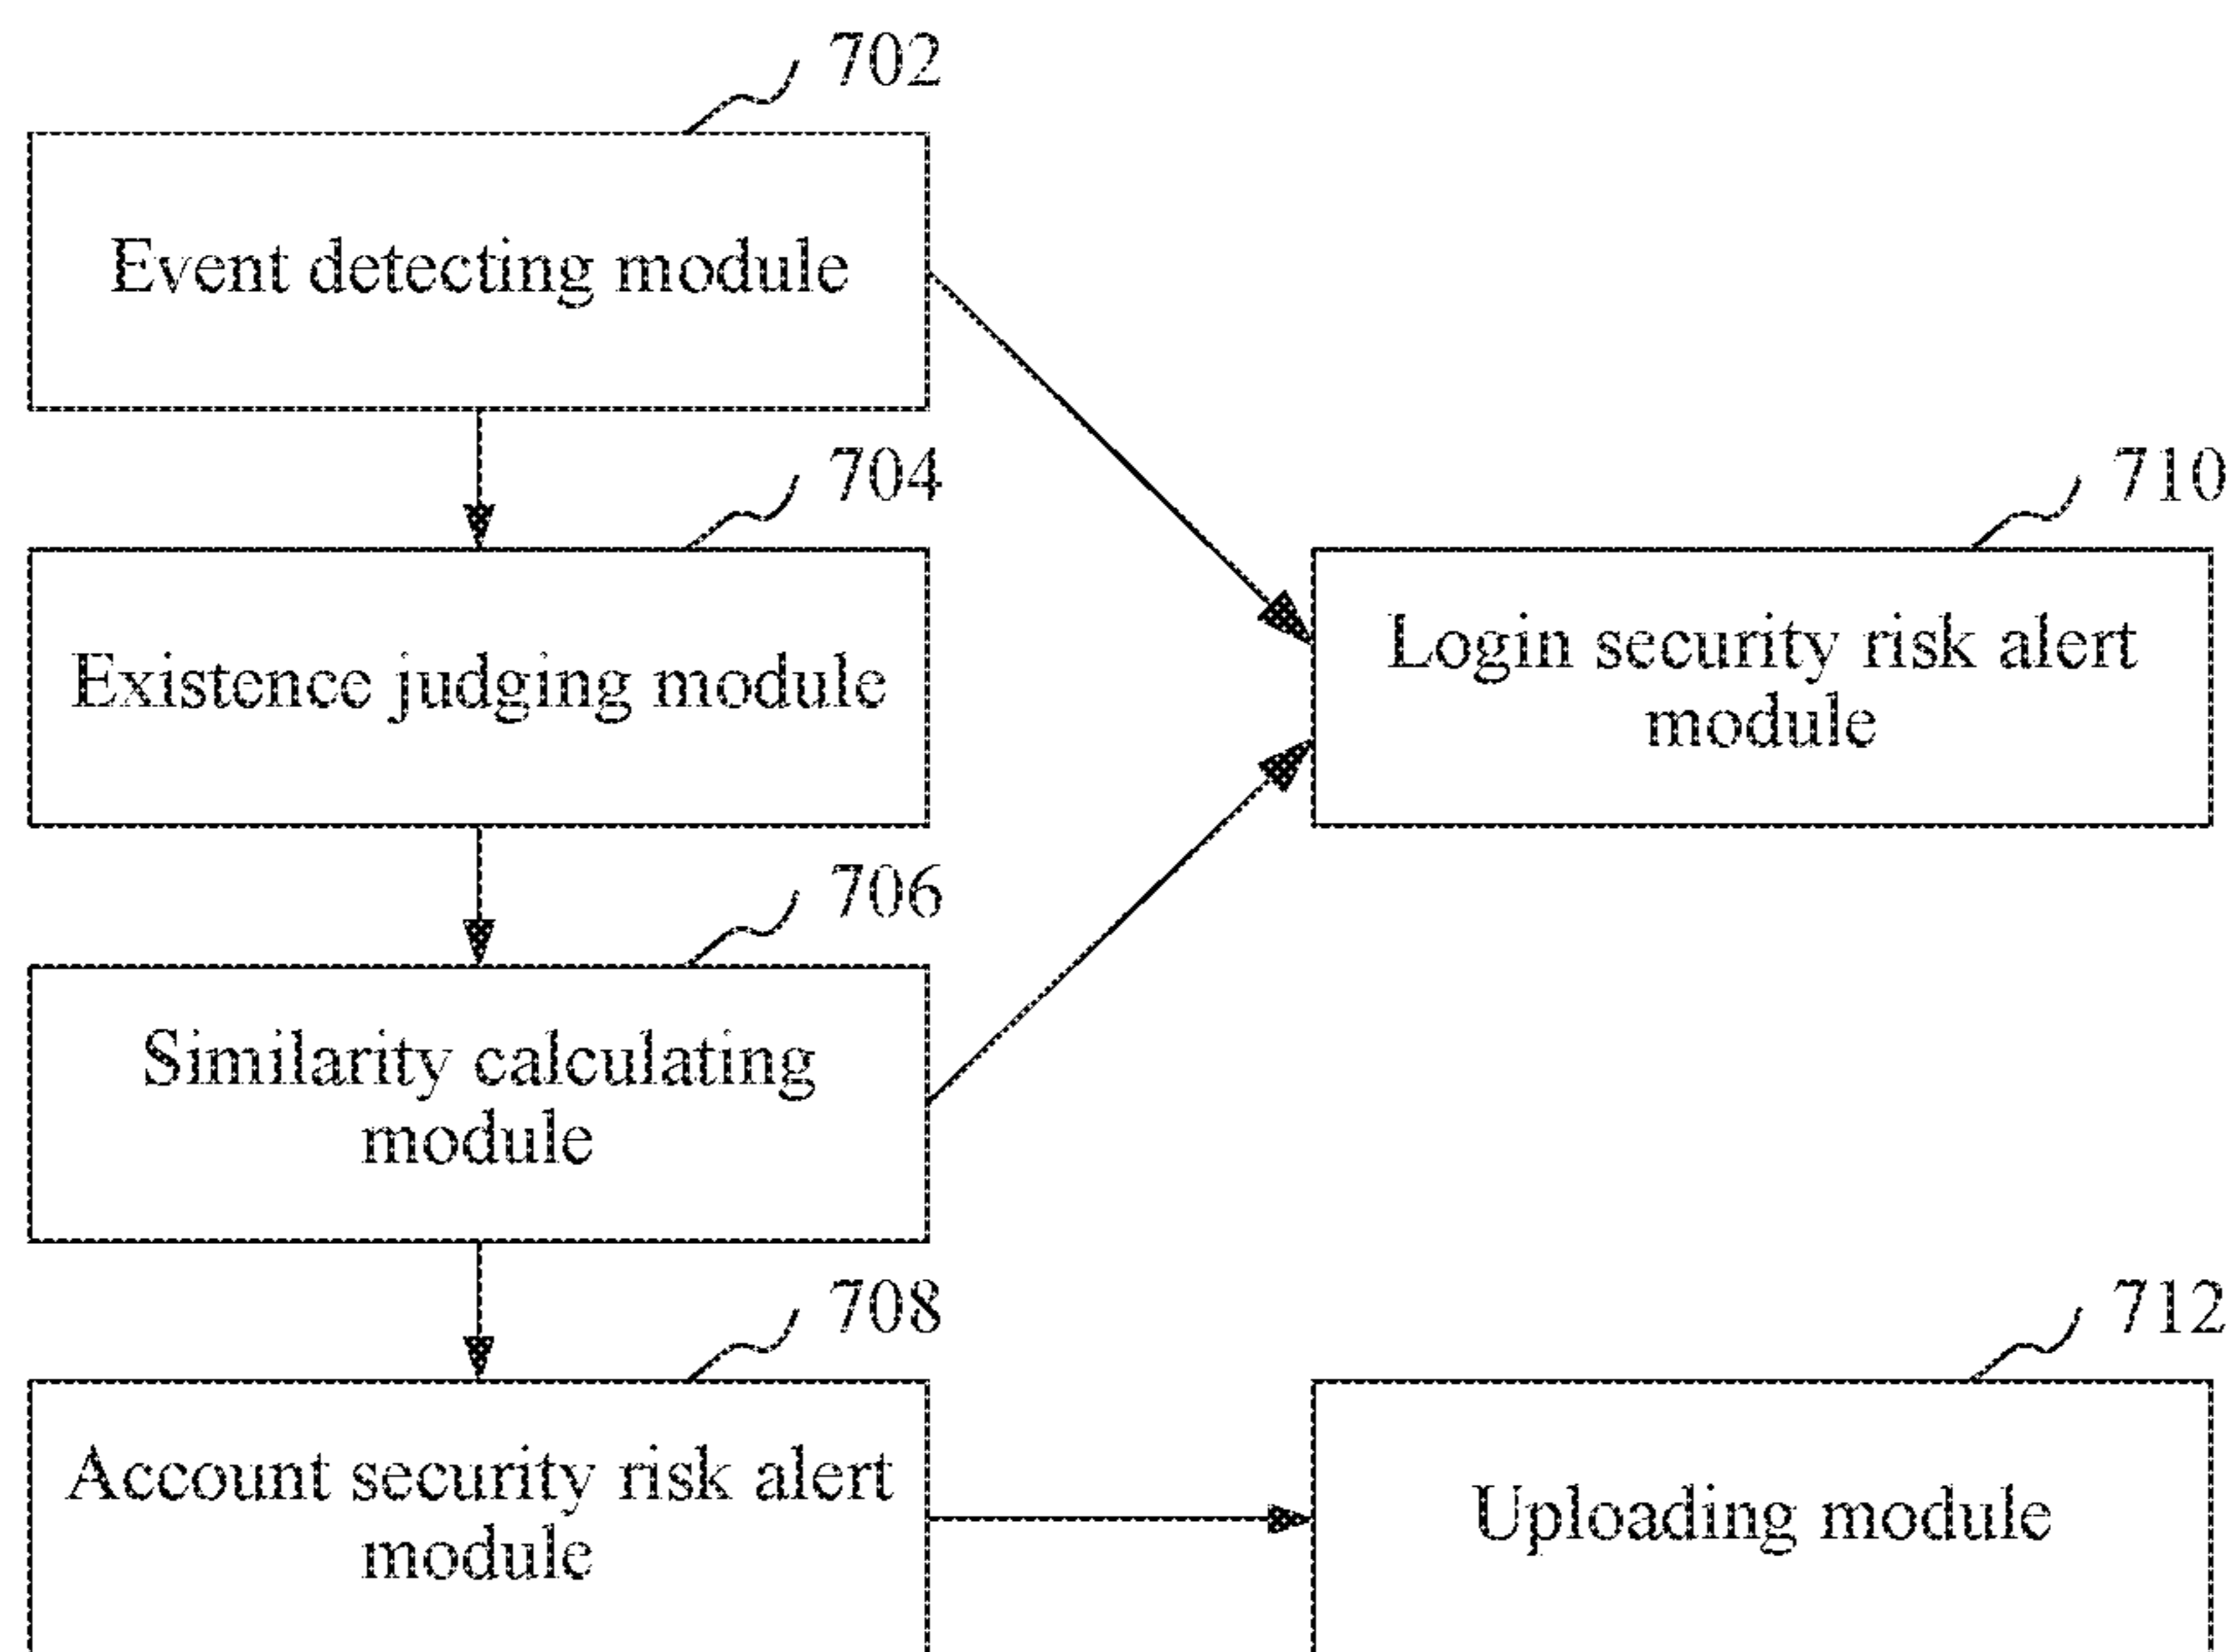 702
Event detecting module
704
710
Existence judging module
Login security risk alert
module
706
Similarity calculating
module
708
712
Account security risk alert
module
Uploading module